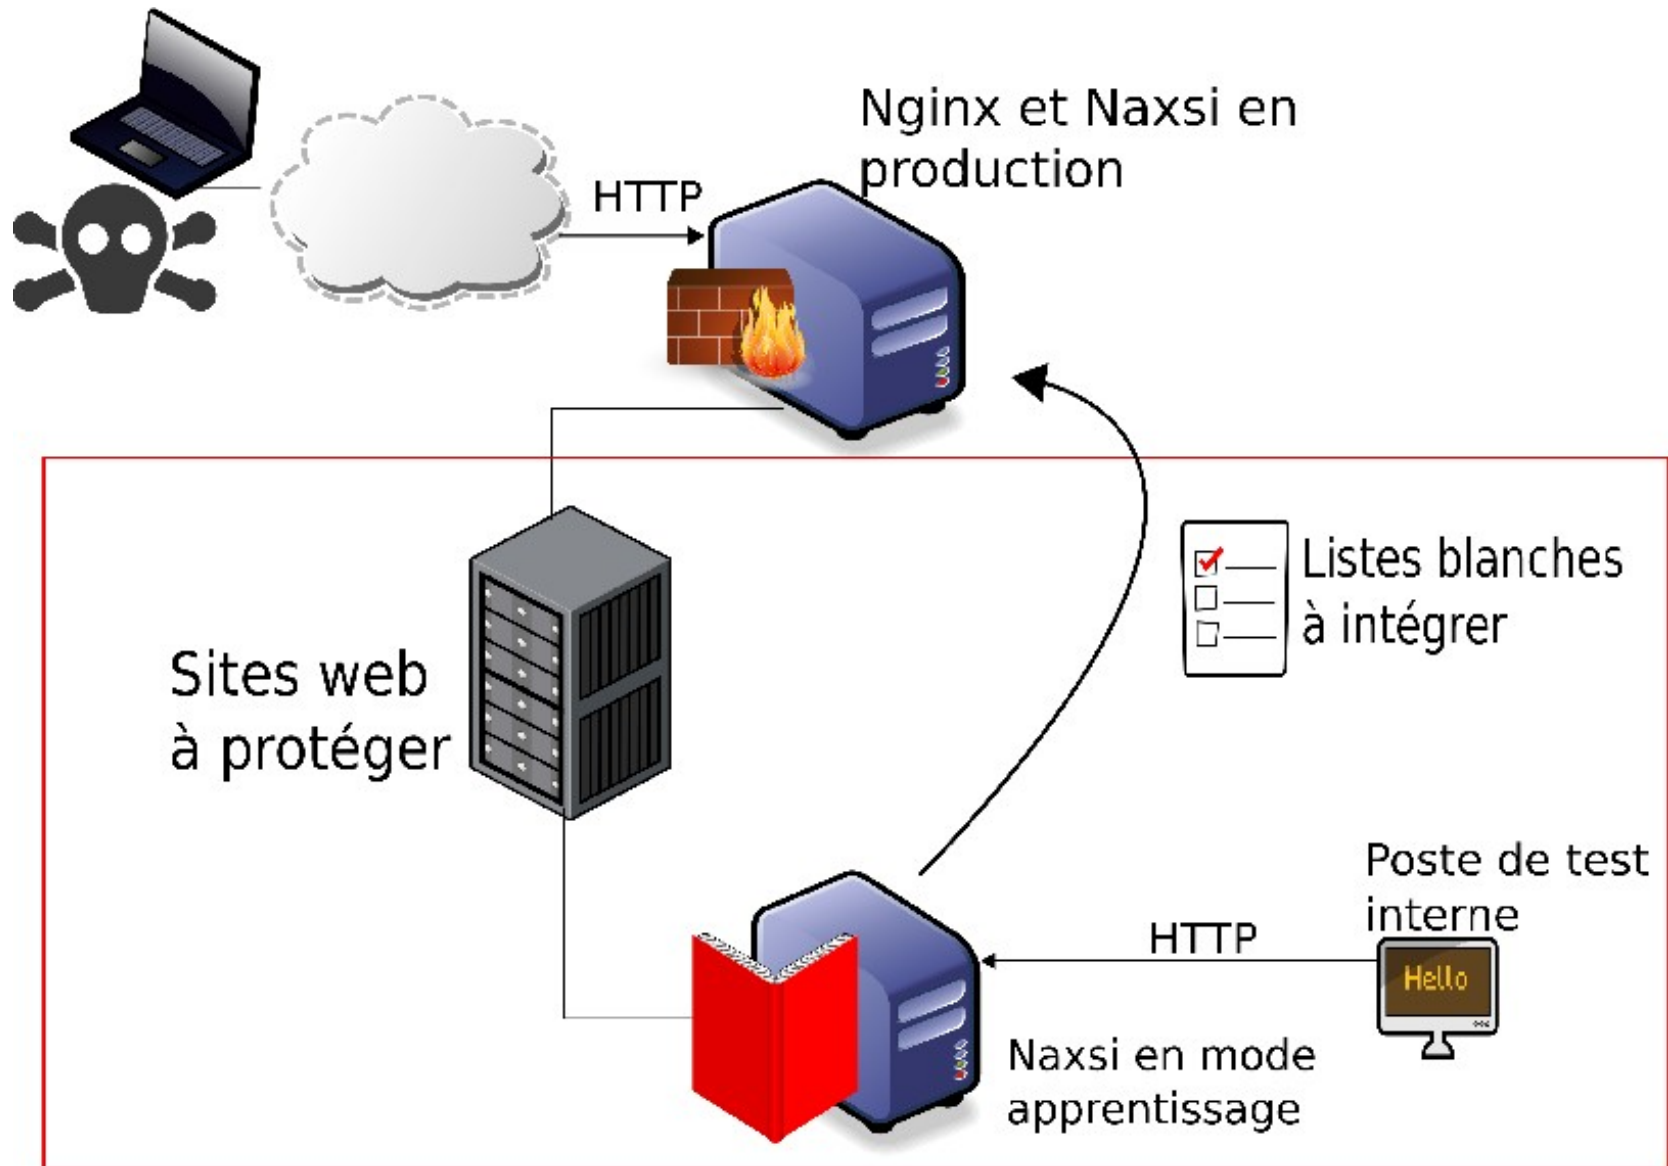 Nginx et Naxsi en
production
HTTP
Listes blanches
à intégrer
Sites web
à protéger
Poste de test
interne
HTTP
Hello
Naxsi en mode
apprentissage